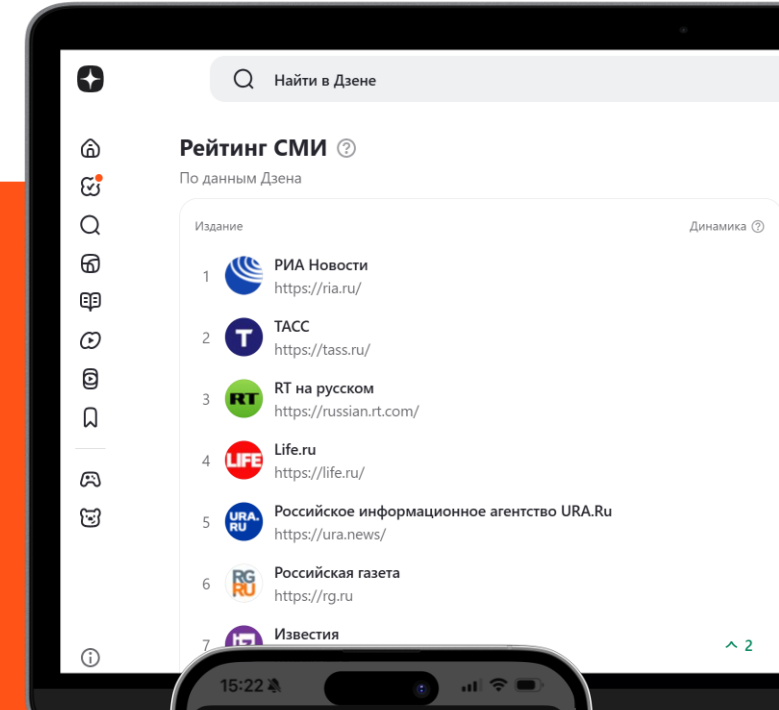 Найти в Дзене
Рейтинг СМИ ?
По данным Дзена
Издание Динамика ?
1 РИА Новости
https://ria.ru/
2 T ТАСС
https://tass.ru/
3 RT RT на русском
https://russian.rt.com/
4 LIFE Life.ru
https://life.ru/
5 URA.RU Российское информационное агентство URA.Ru
https://ura.news/
6 RG RU Российская газета
https://rg.ru
7 Известия 2
15:22